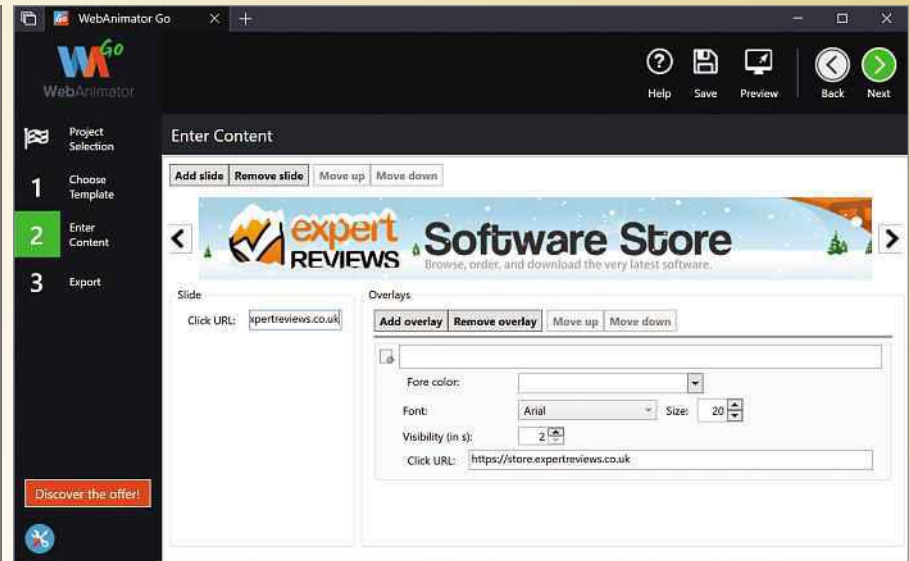 WebAnimator Go
Go
WebAnimator
Help Save Preview Back Next
Project
Selection
Enter Content
1 Choose
Template
Add slide Remove slide Move up Move down
2 Enter
Content
expert
REVIEWS
Software Store
Browse, order, and download the very latest software.
3 Export
Slide
Click URL: xpertreviews.co.uk
Overlays
Add overlay Remove overlay Move up Move down
Fore color:
Font: Arial Size: 20
Visibility (in s): 2
Click URL: https://store.expertreviews.co.uk
Discover the offer!